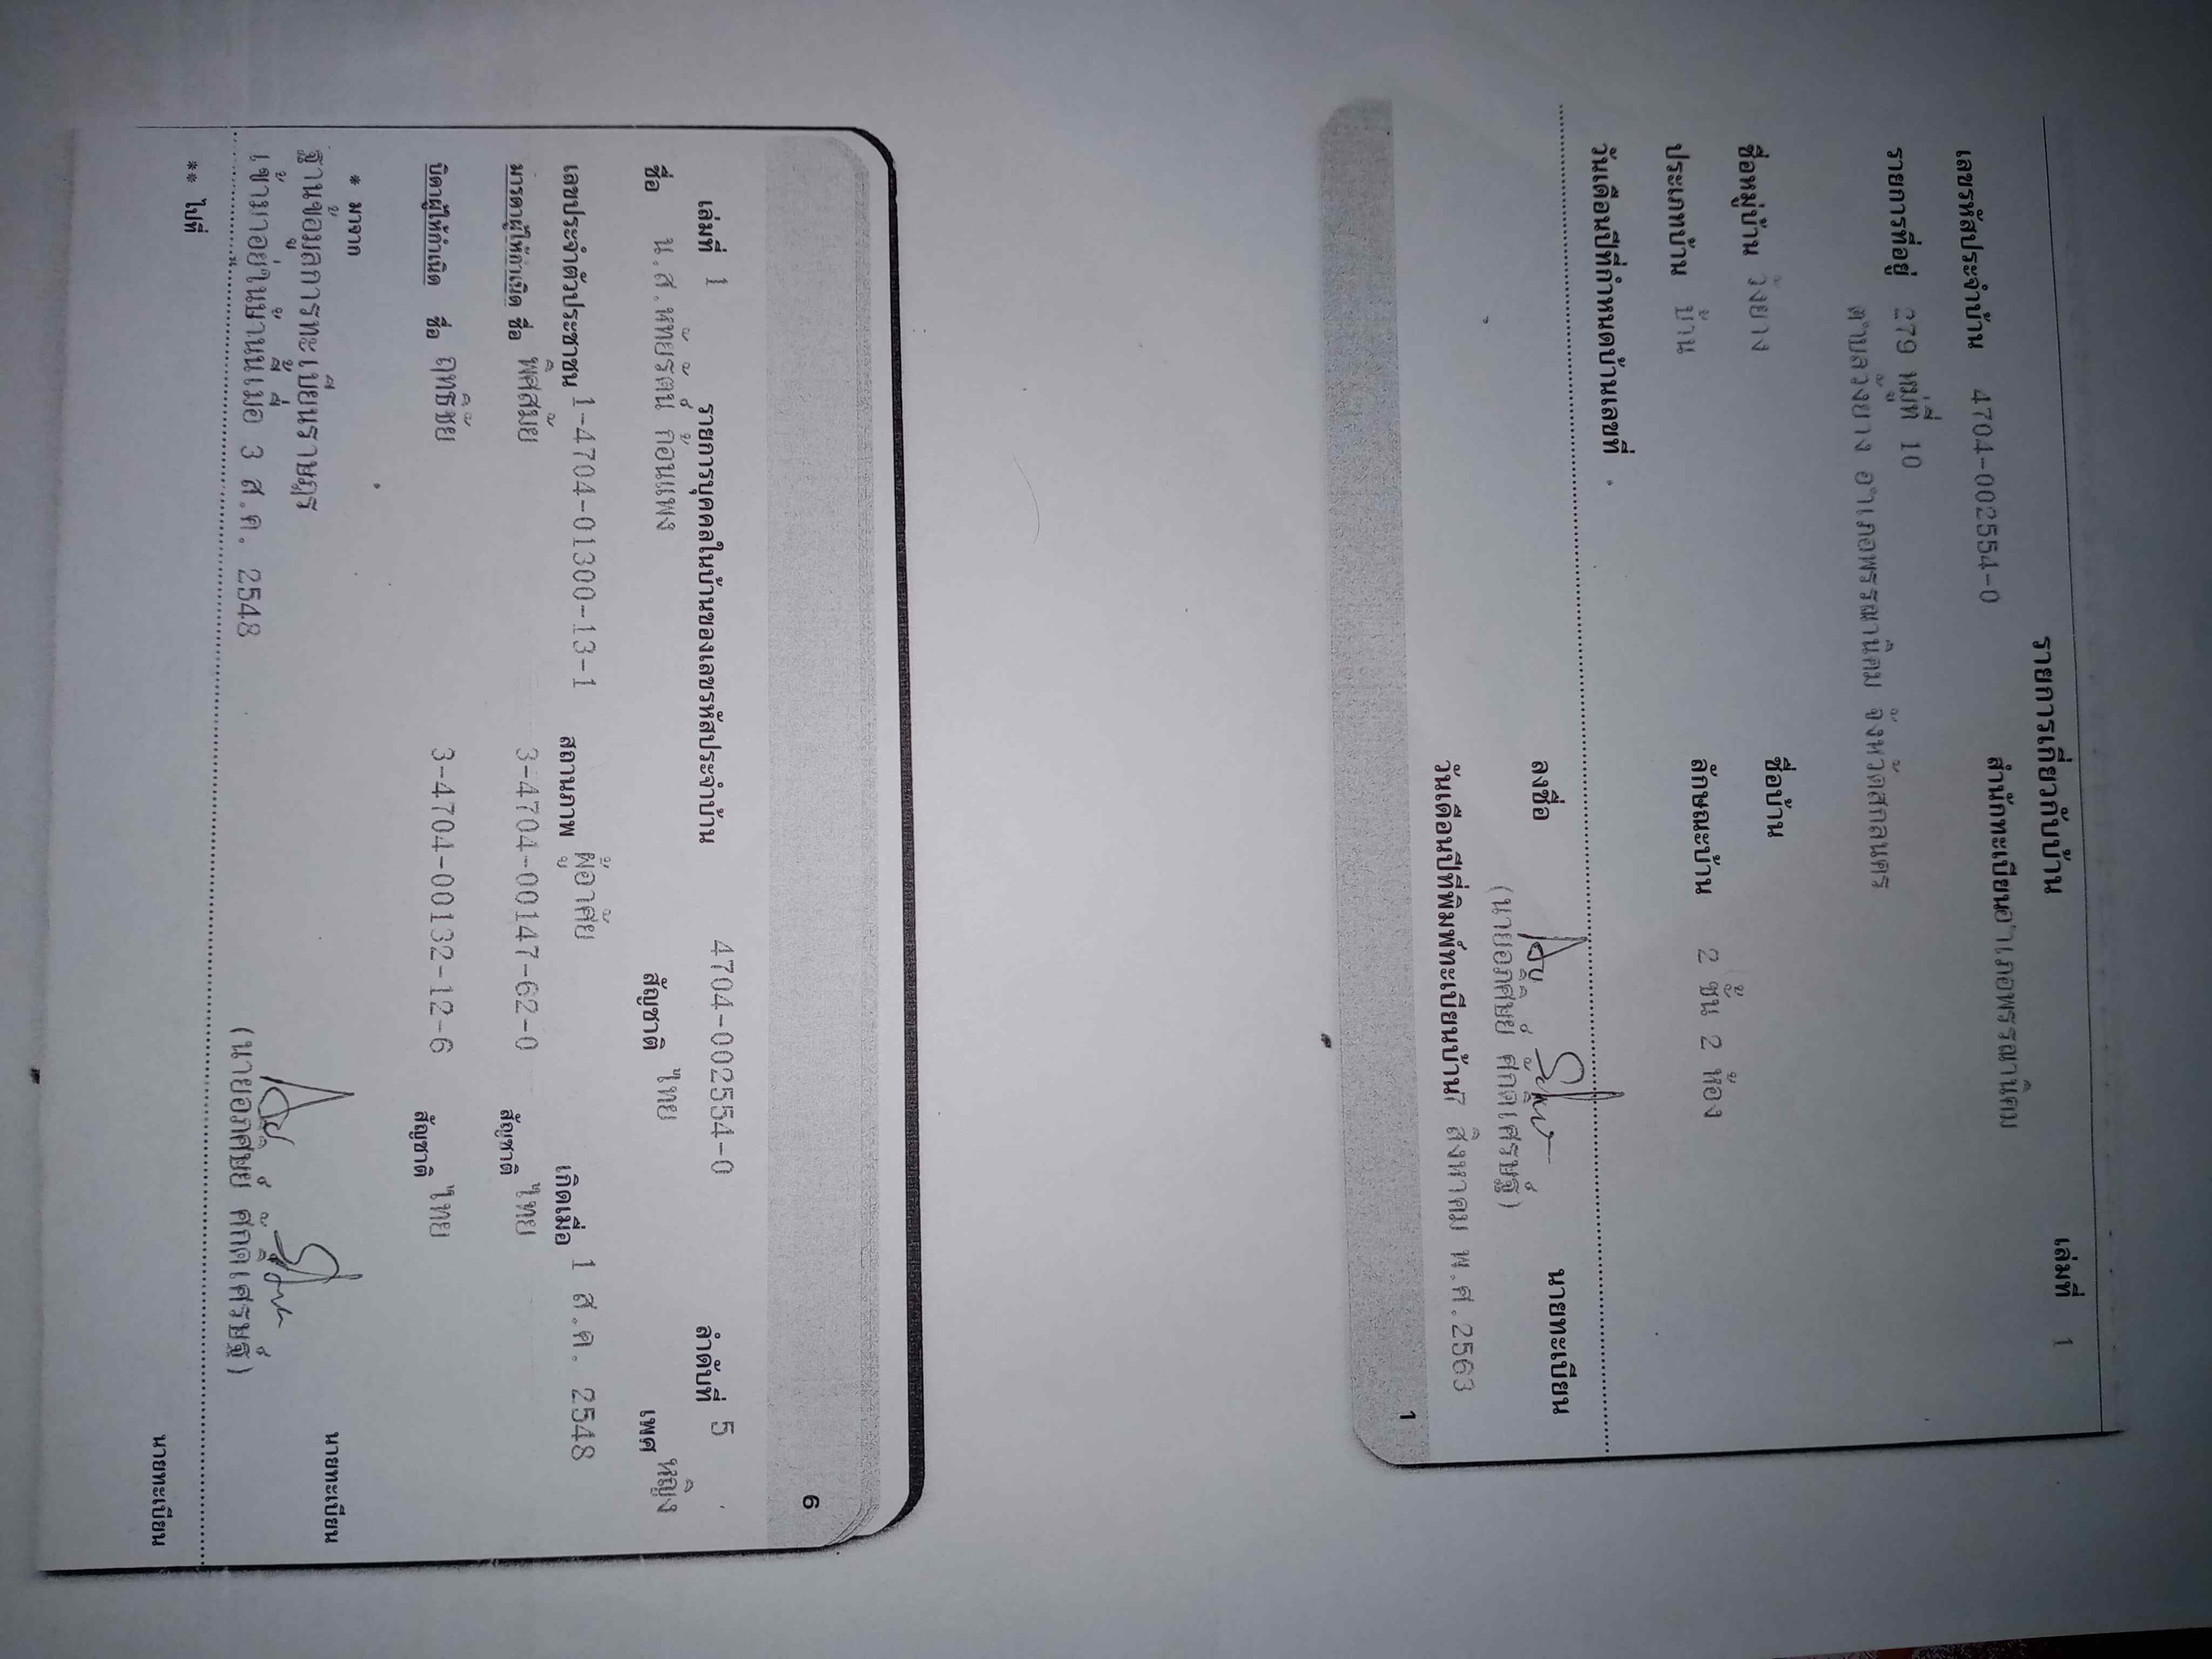 รายการเกี่ยวกับบ้าน เล่มที่ 1
เลขรหัสประจำบ้าน 4704-002554-0 สำนักทะเบียนอำเภอพรรณานิคม
รายการที่อยู่ 279 หมู่ที่ 10
ตำบลวังยาง อำเภอพรรณานิคม จังหวัดสกลนคร
ชื่อหมู่บ้าน วังยาง ชื่อบ้าน
ประเภทบ้าน บ้าน ลักษณะบ้าน 2 ชั้น 2 ห้อง
วันเดือนปีที่กำหนดบ้านเลขที่
ลงชื่อ นายทะเบียน
(นายอภิศิษย์ ศักดิ์เศรษฐ์)
วันเดือนปีที่พิมพ์ทะเบียนบ้าน 7 สิงหาคม พ.ศ.2563
1
6
เล่มที่ 1 รายการบุคคลในบ้านของเลขรหัสประจำบ้าน 4704-002554-0 ลำดับที่ 5
ชื่อ น.ส.หทัยรัตน์ ก้อนแพง สัญชาติ ไทย เพศ หญิง
เลขประจำตัวประชาชน 1-4704-01300-13-1 สถานภาพ ผู้อาศัย เกิดเมื่อ 1 ส.ค. 2548
มารดาผู้ให้กำเนิด ชื่อ พิศสมัย 3-4704-00147-62-0 สัญชาติ ไทย
บิดาผู้ให้กำเนิด ชื่อ ฤทธิชัย 3-4704-00132-12-6 สัญชาติ ไทย
* มาจาก
ฐานข้อมูลการทะเบียนราษฎร นายทะเบียน
เข้ามาอยู่ในบ้านนี้เมื่อ 3 ส.ค. 2548 (นายอภิศิษย์ ศักดิ์เศรษฐ์)
** ไปที่
นายทะเบียน